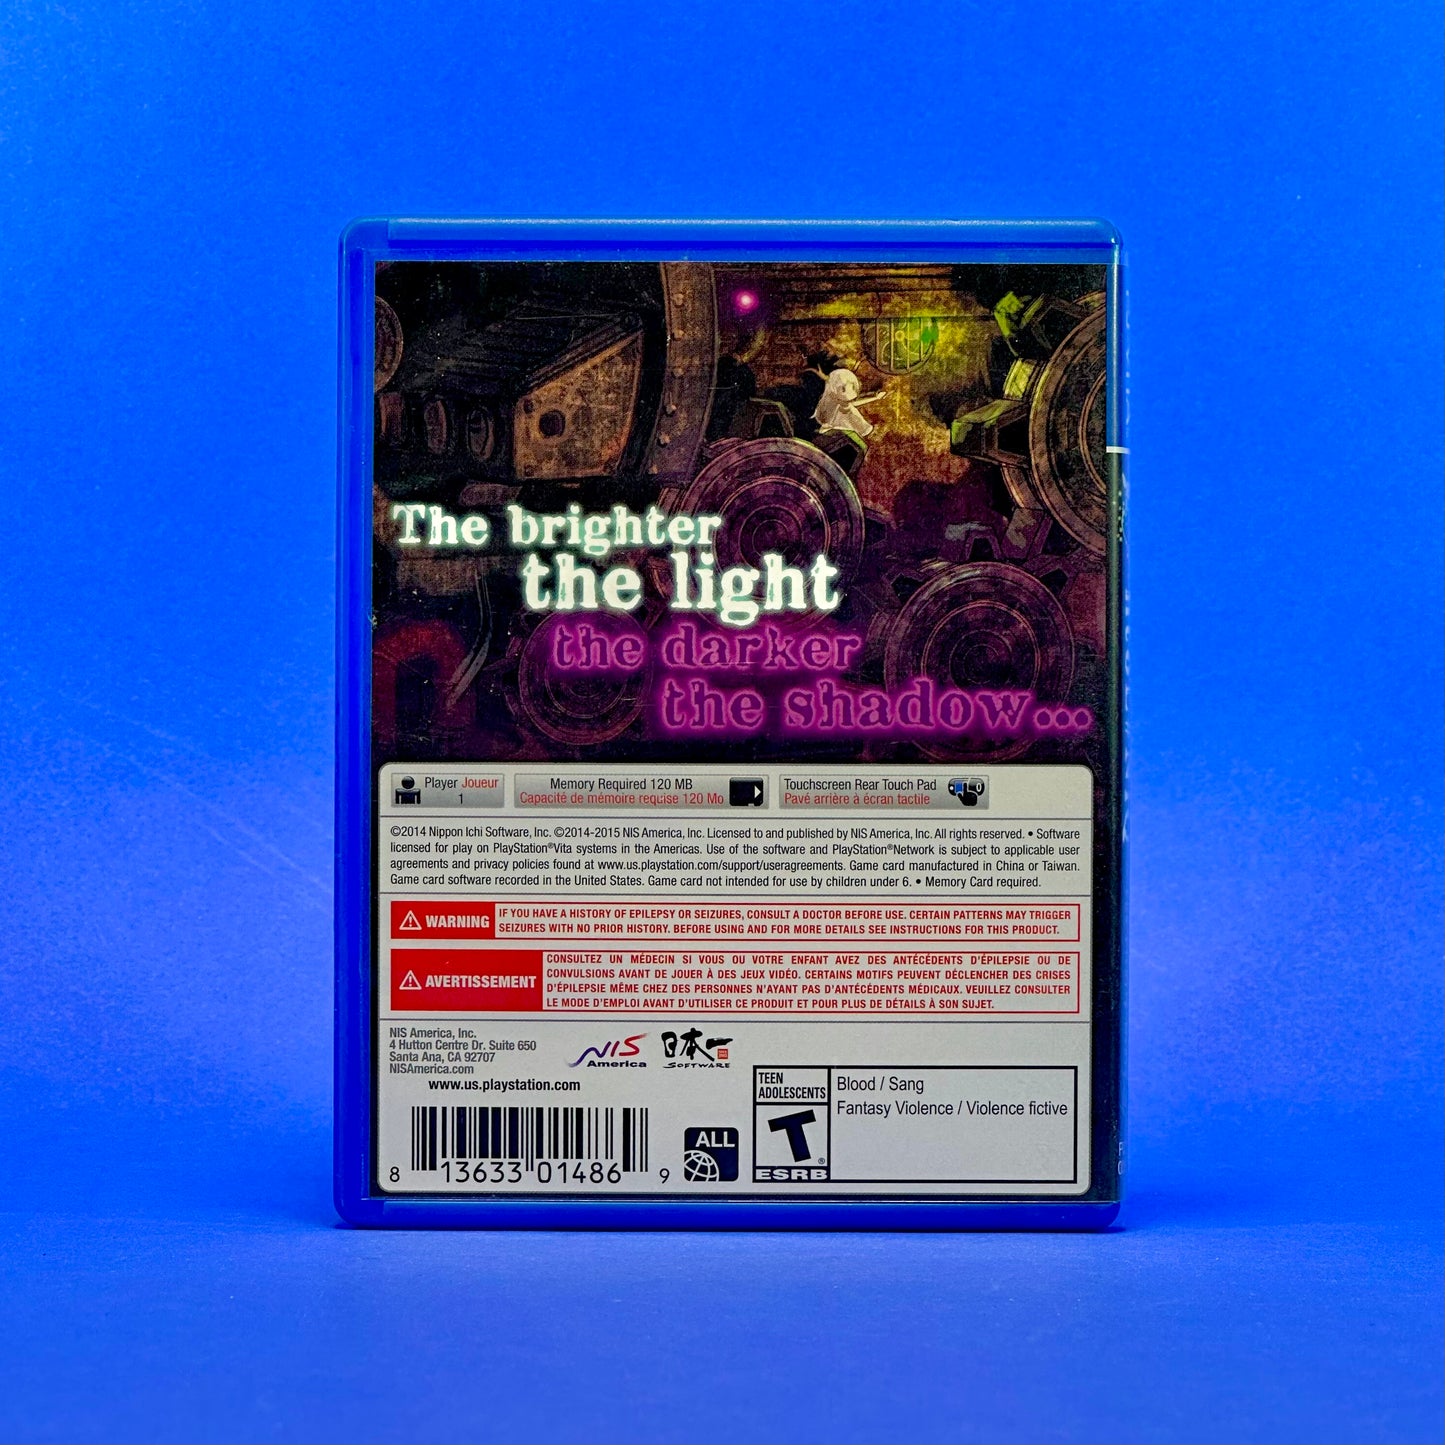 The brighter
the light
the darker
the shadow...
Player Joueur
1
Memory Required 120 MB
Capacité de mémoire requise 120 Mo
Touchscreen Rear Touch Pad
Pavé arrière à écran tactile
©2014 Nippon Ichi Software, Inc. ©2014-2015 NIS America, Inc. Licensed to and published by NIS America, Inc. All rights reserved. • Software
licensed for play on PlayStation®Vita systems in the Americas. Use of the software and PlayStation®Network is subject to applicable user
agreements and privacy policies found at www.us.playstation.com/support/useragreements. Game card manufactured in China or Taiwan.
Game card software recorded in the United States. Game card not intended for use by children under 6. • Memory Card required.
WARNING
IF YOU HAVE A HISTORY OF EPILEPSY OR SEIZURES, CONSULT A DOCTOR BEFORE USE. CERTAIN PATTERNS MAY TRIGGER
SEIZURES WITH NO PRIOR HISTORY. BEFORE USING AND FOR MORE DETAILS SEE INSTRUCTIONS FOR THIS PRODUCT.
AVERTISSEMENT
CONSULTEZ UN MÉDECIN SI VOUS OU VOTRE ENFANT AVEZ DES ANTÉCÉDENTS D'ÉPILEPSIE OU DE
CONVULSIONS AVANT DE JOUER À DES JEUX VIDÉO. CERTAINS MOTIFS PEUVENT DÉCLENCHER DES CRISES
D'ÉPILEPSIE MÊME CHEZ DES PERSONNES N'AYANT PAS D'ANTÉCÉDENTS MÉDICAUX. VEUILLEZ CONSULTER
LE MODE D'EMPLOI AVANT D'UTILISER CE PRODUIT ET POUR PLUS DE DÉTAILS À SON SUJET.
NIS America, Inc.
4 Hutton Centre Dr. Suite 650
Santa Ana, CA 92707
NISAmerica.com
www.us.playstation.com
NIS
America
日本一
SOFTWARE
8 13633 01486 9
ALL
TEEN
ADOLESCENTS
T
ESRB
Blood / Sang
Fantasy Violence / Violence fictive